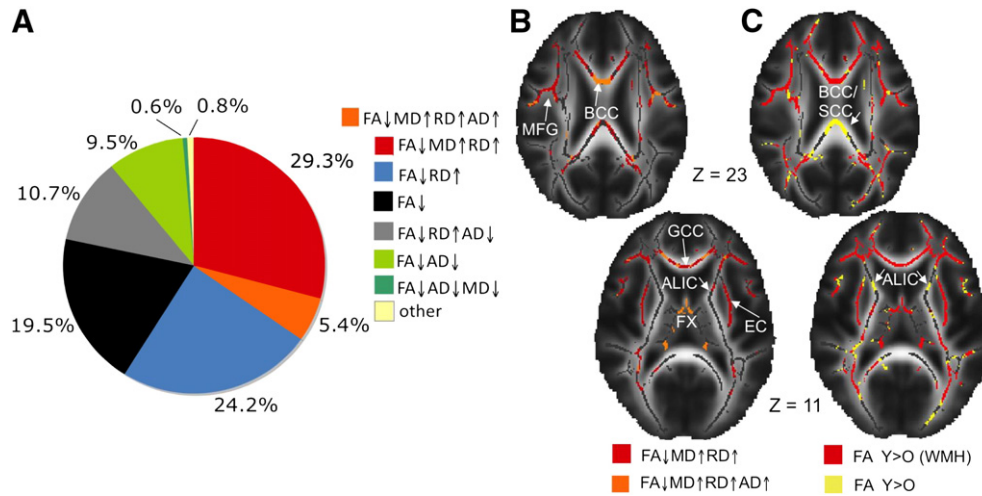 A
B
C
0.6%
0.8%
9.5%
10.7%
19.5%
24.2%
5.4%
29.3%
FA↓MD↑RD↑AD↑
FA↓MD↑RD↑
FA↓RD↑
FA↓
FA↓RD↑AD↓
FA↓AD↓
FA↓AD↓MD↓
other
MFG
BCC
BCC/
SCC
Z = 23
GCC
ALIC
FX
EC
ALIC
Z = 11
FA↓MD↑RD↑
FA↓MD↑RD↑AD↑
FA Y>O (WMH)
FA Y>O